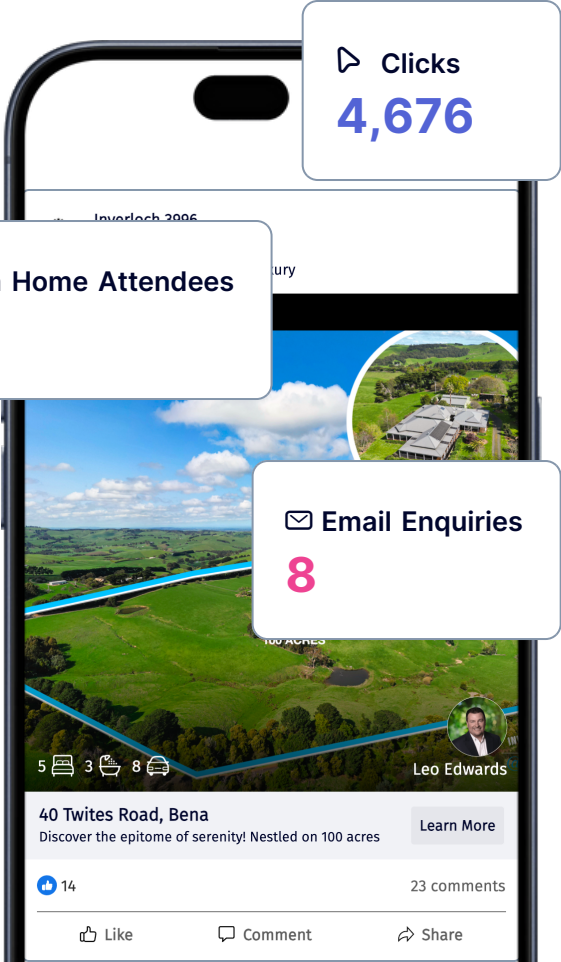 Clicks
4,676
Inverloch 3996
Home Attendees
Email Enquiries
8
100 ACRES
5 3 8
Leo Edwards
40 Twites Road, Bena
Discover the epitome of serenity! Nestled on 100 acres
Learn More
14
23 comments
Like
Comment
Share